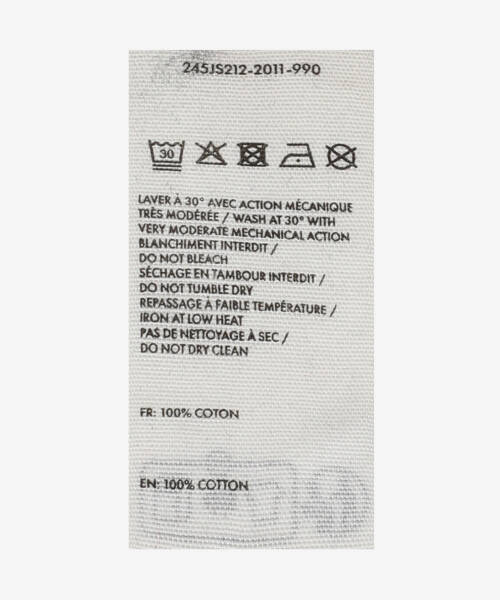 245JS212-2011-990
30
LAVER À 30° AVEC ACTION MÉCANIQUE
TRÈS MODÉRÉE / WASH AT 30° WITH
VERY MODERATE MECHANICAL ACTION
BLANCHIMENT INTERDIT /
DO NOT BLEACH
SÉCHAGE EN TAMBOUR INTERDIT /
DO NOT TUMBLE DRY
REPASSAGE À FAIBLE TEMPÉRATURE /
IRON AT LOW HEAT
PAS DE NETTOYAGE À SEC /
DO NOT DRY CLEAN
FR: 100% COTON
EN: 100% COTTON